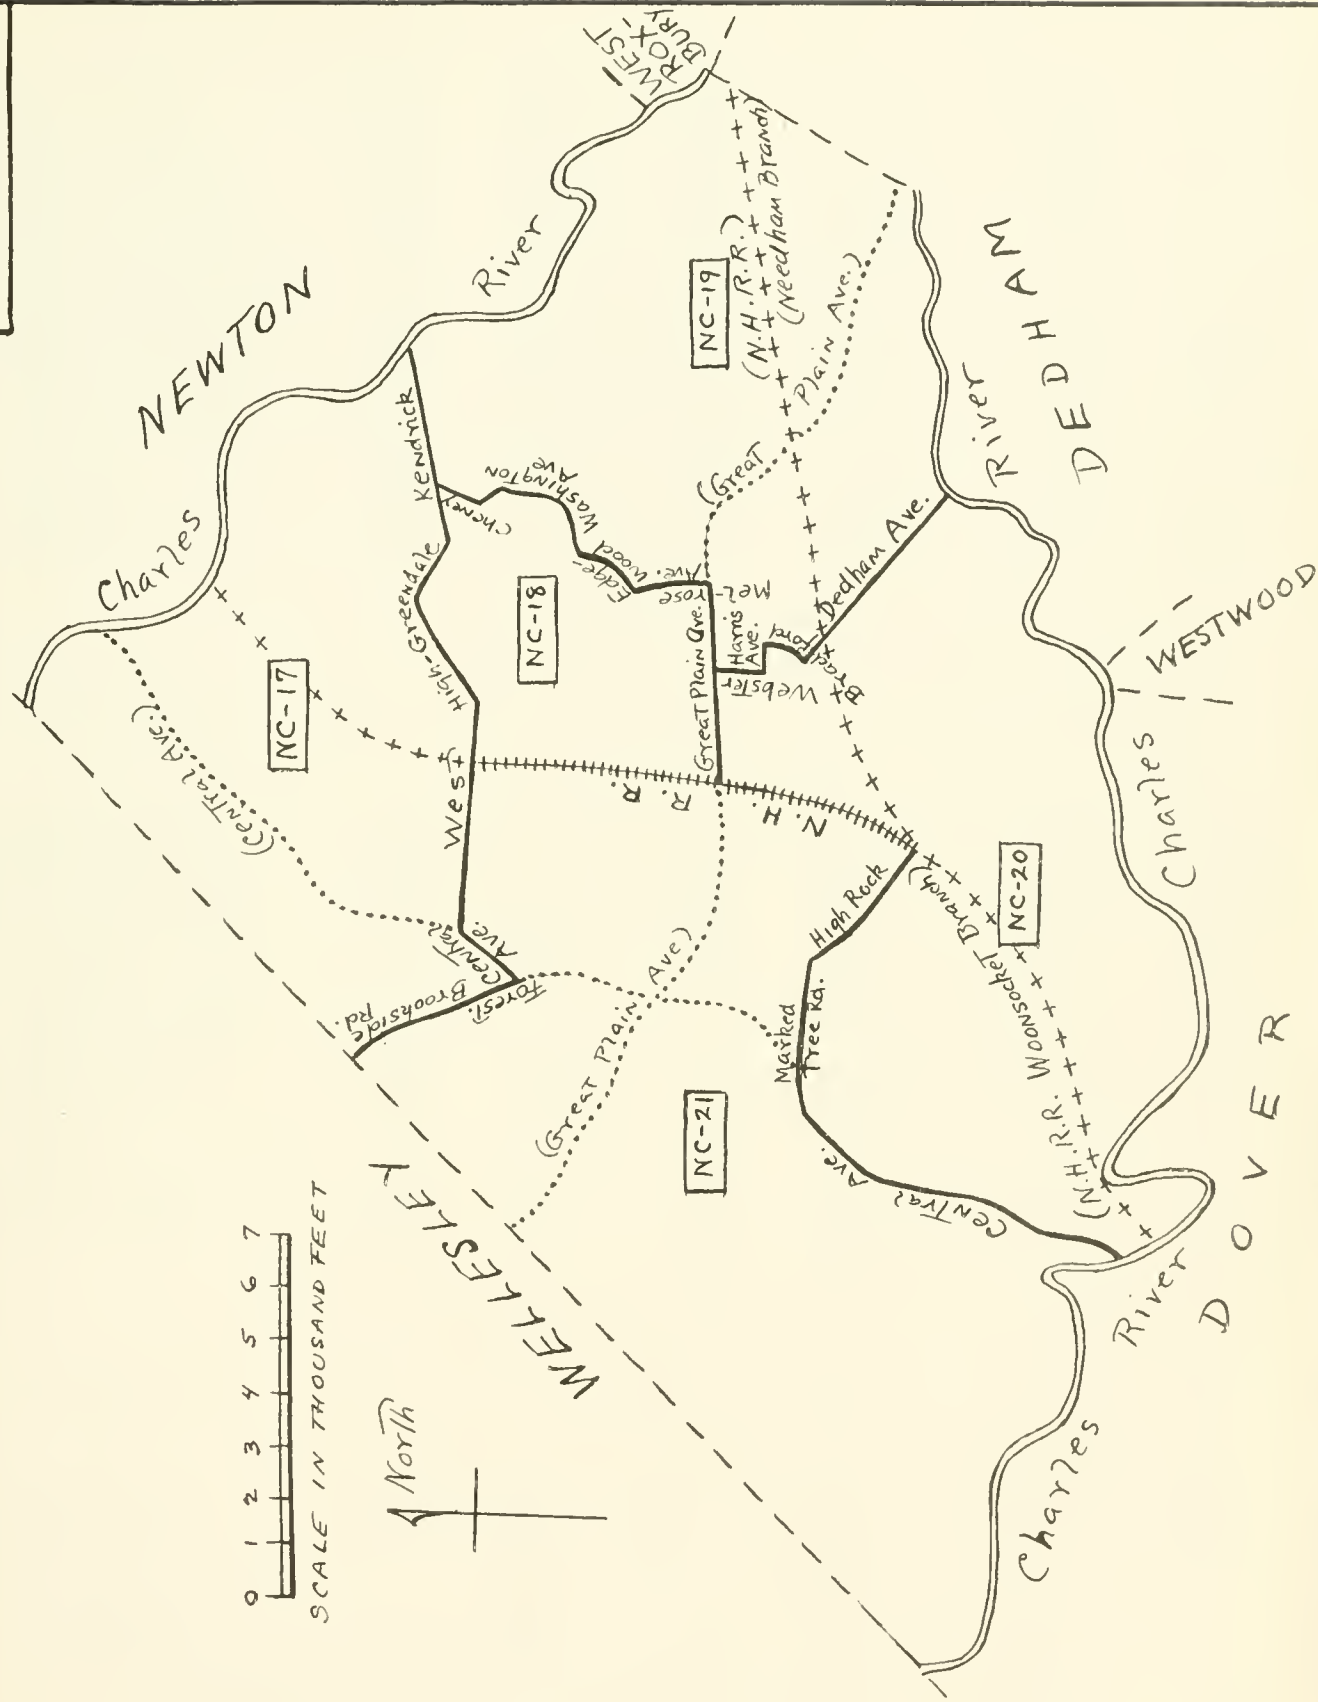 WEST
ROX-
BURY
NEWTON
Charles
River
(Central Ave.)
NC-17
Kendrick
High-Greendale
West
Cheney
Washington
Ave
Edge-
wood
Ave.
Mel-
rose
NC-18
NC-19
(N.H.R.R.)
(Needham Branch)
(Great
Plain Ave.)
Great Plain Ave.
Harris
Ave.
Webster
Bradford
Dedham Ave.
River
DEDHAM
WESTWOOD
N. H. R. R.
Central
Ave.
Forest.
Brookside
Rd.
(Great Plain
Ave)
High Rock
Marked
Tree Rd.
NC-20
NC-21
(N.H.R.R. Woonsocket Branch)
Central
Ave.
Charles
River
DOVER
WELLESLEY
Charles
0 1 2 3 4 5 6 7
SCALE IN THOUSAND FEET
North